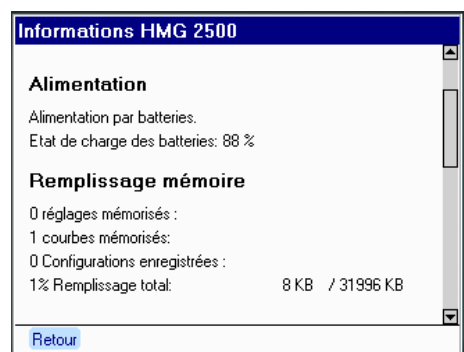 Informations HMG 2500
Alimentation
Alimentation par batteries.
Etat de charge des batteries: 88 %
Remplissage mémoire
0 réglages mémorisés :
1 courbes mémorisés:
0 Configurations enregistrées :
1% Remplissage total: 8 KB / 31996 KB
Retour